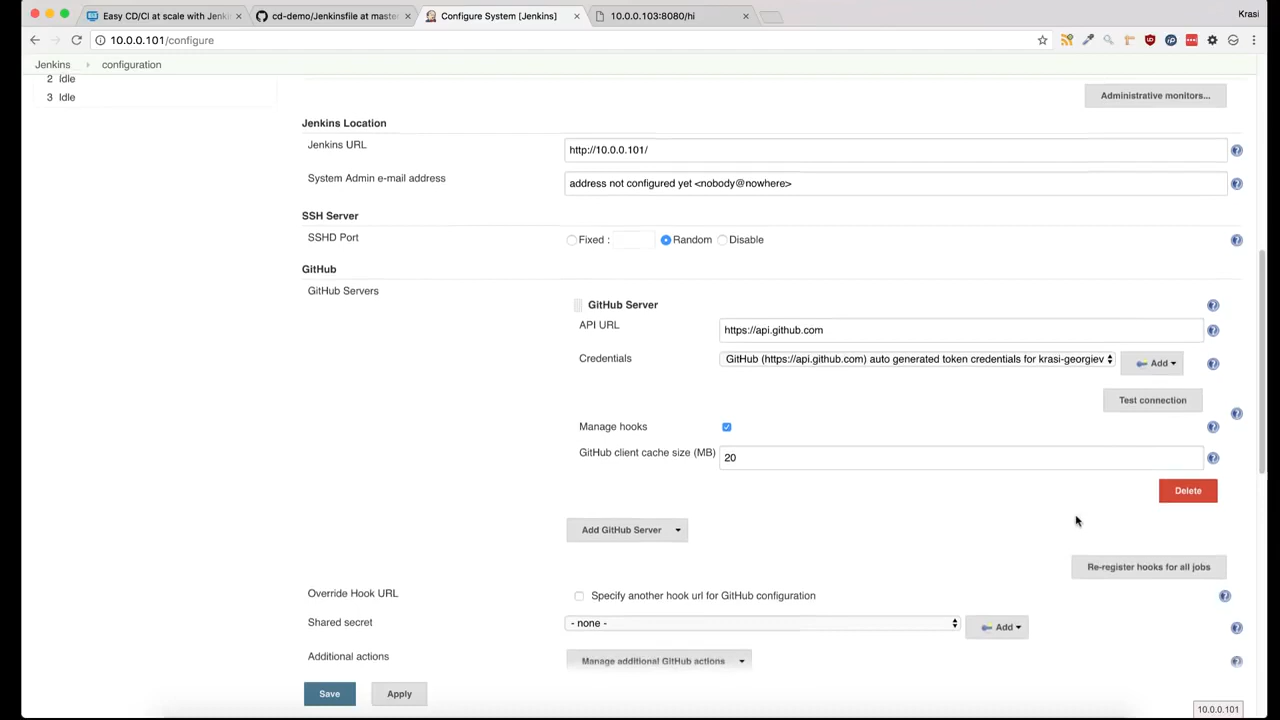 Easy CD/CI at scale with Jenki
cd-demo/Jenkinsfile at maste
Configure System [Jenkins]
10.0.0.103:8080/hi
Krasi
10.0.0.101/configure
Jenkins
configuration
2 Idle
3 Idle
Administrative monitors...
Jenkins Location
Jenkins URL
http://10.0.0.101/
System Admin e-mail address
address not configured yet <nobody@nowhere>
SSH Server
SSHD Port
Fixed :
Random
Disable
GitHub
GitHub Servers
GitHub Server
API URL
https://api.github.com
Credentials
GitHub (https://api.github.com) auto generated token credentials for krasi-georgiev
Add
Test connection
Manage hooks
GitHub client cache size (MB)
20
Delete
Add GitHub Server
Re-register hooks for all jobs
Override Hook URL
Specify another hook url for GitHub configuration
Shared secret
- none -
Add
Additional actions
Manage additional GitHub actions
Save
Apply
10.0.0.101